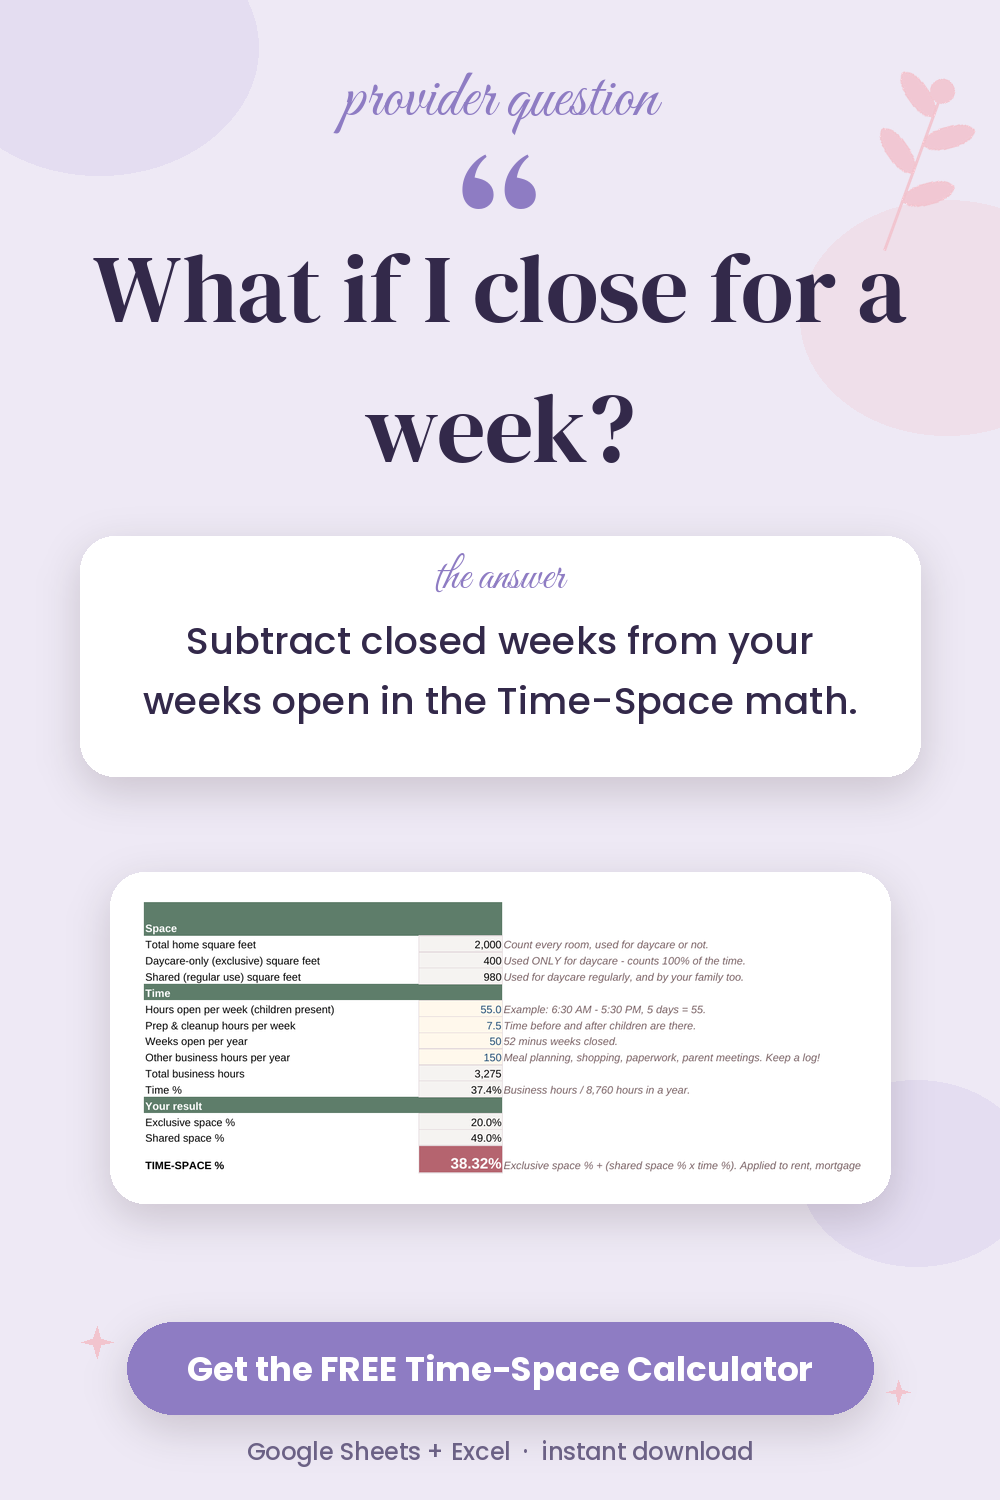 provider question
“
What if I close for a
week?
the answer
Subtract closed weeks from your
weeks open in the Time-Space math.
Space
Total home square feet 2,000 Count every room, used for daycare or not.
Daycare-only (exclusive) square feet 400 Used ONLY for daycare - counts 100% of the time.
Shared (regular use) square feet 980 Used for daycare regularly, and by your family too.
Time
Hours open per week (children present) 55.0 Example: 6:30 AM - 5:30 PM, 5 days = 55.
Prep & cleanup hours per week 7.5 Time before and after children are there.
Weeks open per year 50 52 minus weeks closed.
Other business hours per year 150 Meal planning, shopping, paperwork, parent meetings. Keep a log!
Total business hours 3,275
Time % 37.4% Business hours / 8,760 hours in a year.
Your result
Exclusive space % 20.0%
Shared space % 49.0%
TIME-SPACE % 38.32% Exclusive space % + (shared space % x time %). Applied to rent, mortgage
Get the FREE Time-Space Calculator
Google Sheets + Excel · instant download